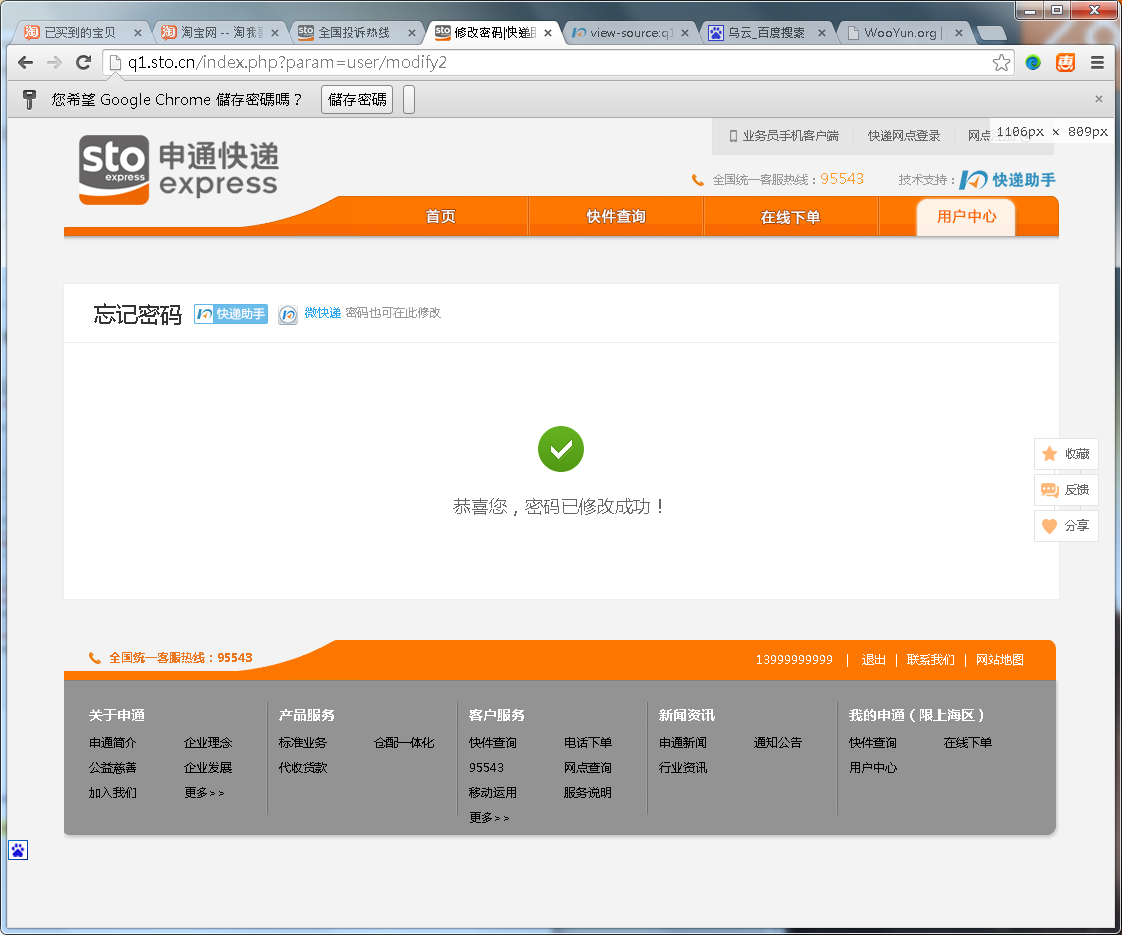 已买到的宝贝
淘宝网 -- 淘我
全国投诉热线
修改密码|快递
view-source:q1
乌云_百度搜索
WooYun.org |
q1.sto.cn/index.php?param=user/modify2
您希望 Google Chrome 儲存密碼嗎？ 儲存密碼
业务员手机客户端 快递网点登录 网点
1106px × 809px
sto express 申通快递 express
全国统一客服热线：95543 技术支持： 快递助手
首页 快件查询 在线下单 用户中心
忘记密码 快递助手 微快递 密码也可在此修改
收藏
反馈
分享
恭喜您，密码已修改成功！
全国统一客服热线：95543 13999999999 | 退出 | 联系我们 | 网站地图
关于申通 产品服务 客户服务 新闻资讯 我的申通（限上海区）
申通简介 企业理念 标准业务 仓配一体化 快件查询 电话下单 申通新闻 通知公告 快件查询 在线下单
公益慈善 企业发展 代收货款 95543 网点查询 行业资讯 用户中心
加入我们 更多>> 移动运用 服务说明
更多>>